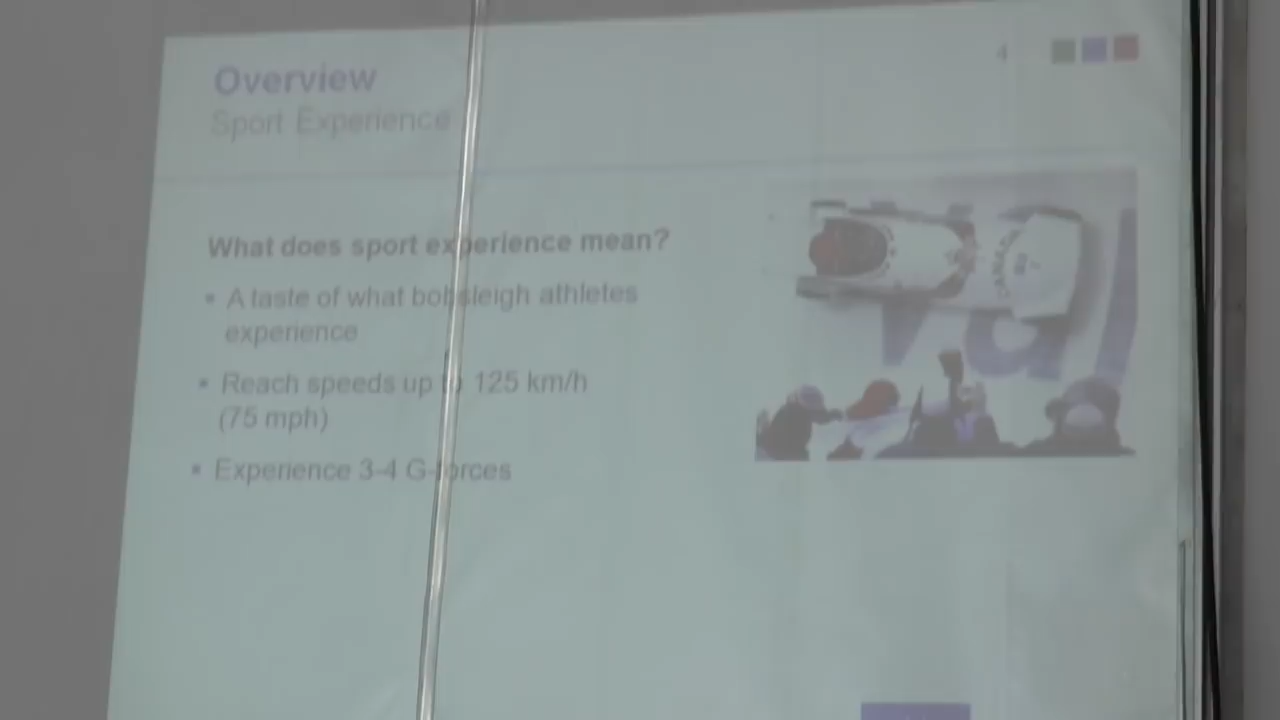 Overview
4
Sport Experience
What does sport experience mean?
• A taste of what bobsleigh athletes
experience
• Reach speeds up to 125 km/h
(75 mph)
• Experience 3-4 G-forces
CANADA